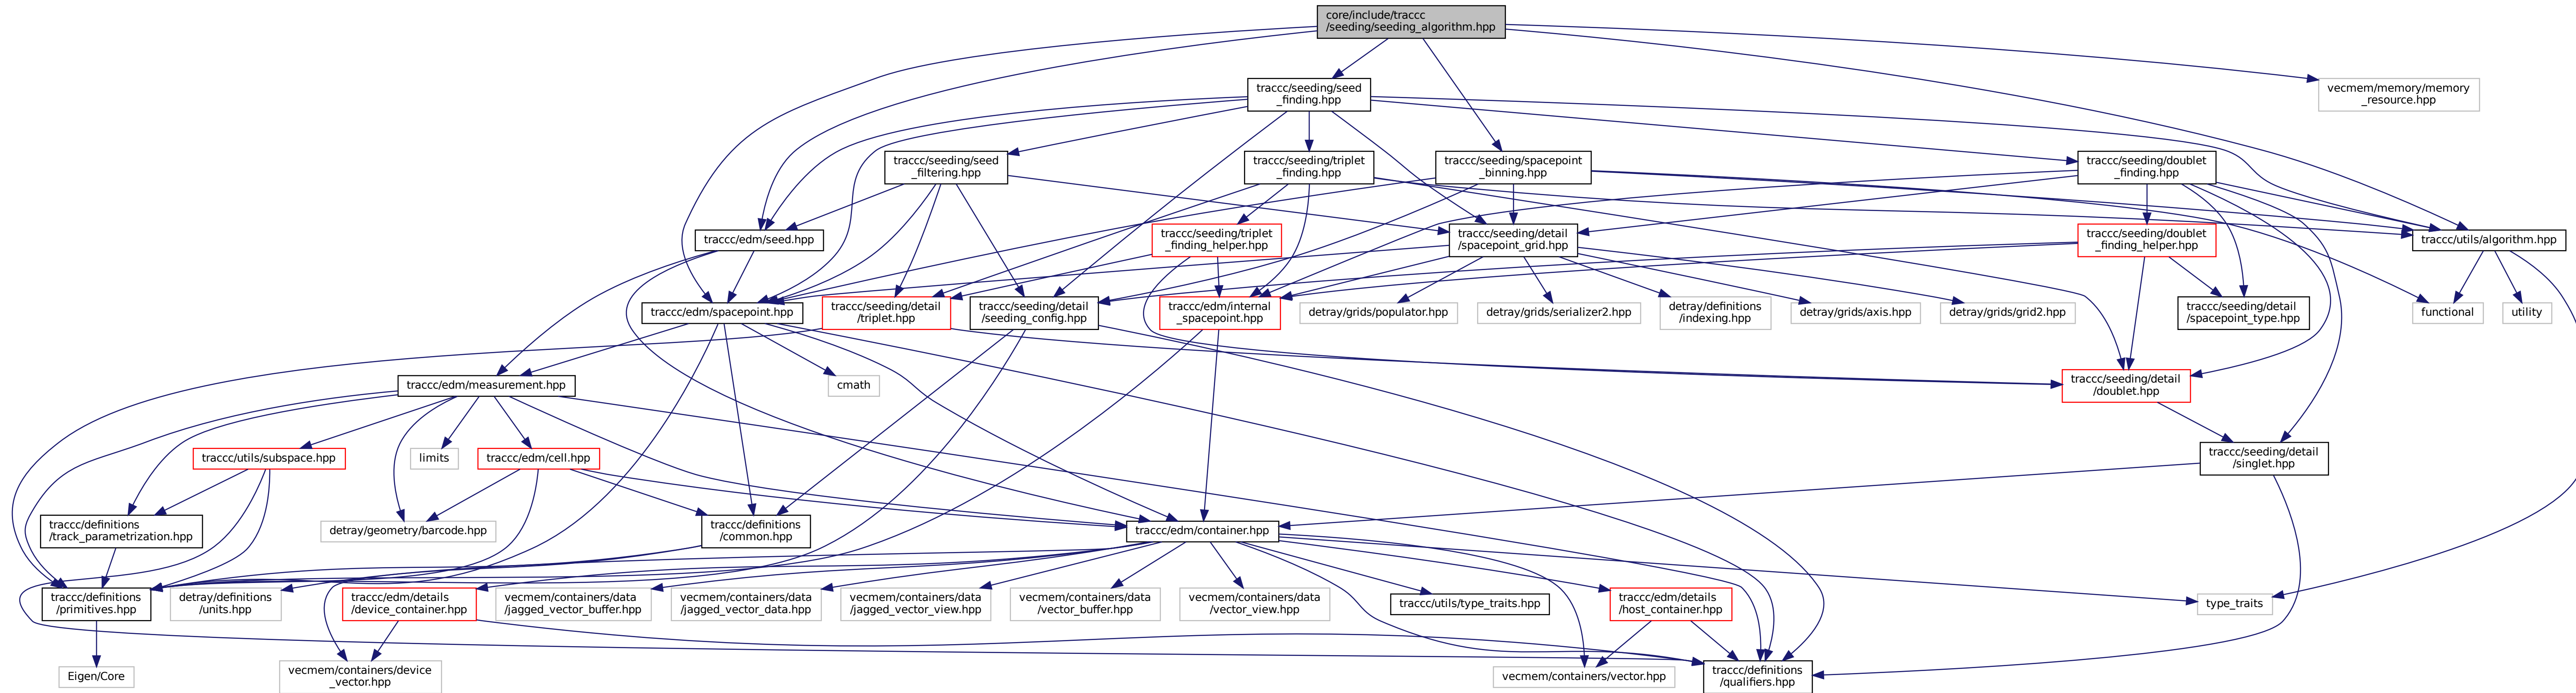 core/include/traccc
/seeding/seeding_algorithm.hpp
traccc/seeding/seed
_finding.hpp
vecmem/memory/memory
_resource.hpp
traccc/seeding/seed
_filtering.hpp
traccc/seeding/triplet
_finding.hpp
traccc/seeding/spacepoint
_binning.hpp
traccc/seeding/doublet
_finding.hpp
traccc/edm/seed.hpp
traccc/seeding/triplet
_finding_helper.hpp
traccc/seeding/detail
/spacepoint_grid.hpp
traccc/seeding/doublet
_finding_helper.hpp
traccc/utils/algorithm.hpp
traccc/edm/spacepoint.hpp
traccc/seeding/detail
/triplet.hpp
traccc/seeding/detail
/seeding_config.hpp
traccc/edm/internal
_spacepoint.hpp
detray/grids/populator.hpp
detray/grids/serializer2.hpp
detray/definitions
/indexing.hpp
detray/grids/axis.hpp
detray/grids/grid2.hpp
traccc/seeding/detail
/spacepoint_type.hpp
functional
utility
traccc/edm/measurement.hpp
cmath
traccc/seeding/detail
/doublet.hpp
traccc/utils/subspace.hpp
limits
traccc/edm/cell.hpp
traccc/seeding/detail
/singlet.hpp
traccc/definitions
/track_parametrization.hpp
detray/geometry/barcode.hpp
traccc/definitions
/common.hpp
traccc/edm/container.hpp
traccc/definitions
/primitives.hpp
detray/definitions
/units.hpp
traccc/edm/details
/device_container.hpp
vecmem/containers/data
/jagged_vector_buffer.hpp
vecmem/containers/data
/jagged_vector_data.hpp
vecmem/containers/data
/jagged_vector_view.hpp
vecmem/containers/data
/vector_buffer.hpp
vecmem/containers/data
/vector_view.hpp
traccc/utils/type_traits.hpp
traccc/edm/details
/host_container.hpp
type_traits
Eigen/Core
vecmem/containers/device
_vector.hpp
vecmem/containers/vector.hpp
traccc/definitions
/qualifiers.hpp